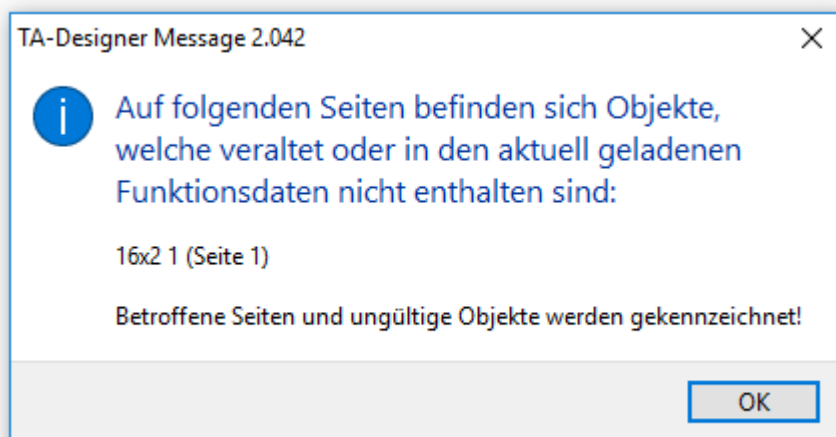 TA-Designer Message 2.042
Auf folgenden Seiten befinden sich Objekte,
welche veraltet oder in den aktuell geladenen
Funktionsdaten nicht enthalten sind:
16x2 1 (Seite 1)
Betroffene Seiten und ungültige Objekte werden gekennzeichnet!
OK